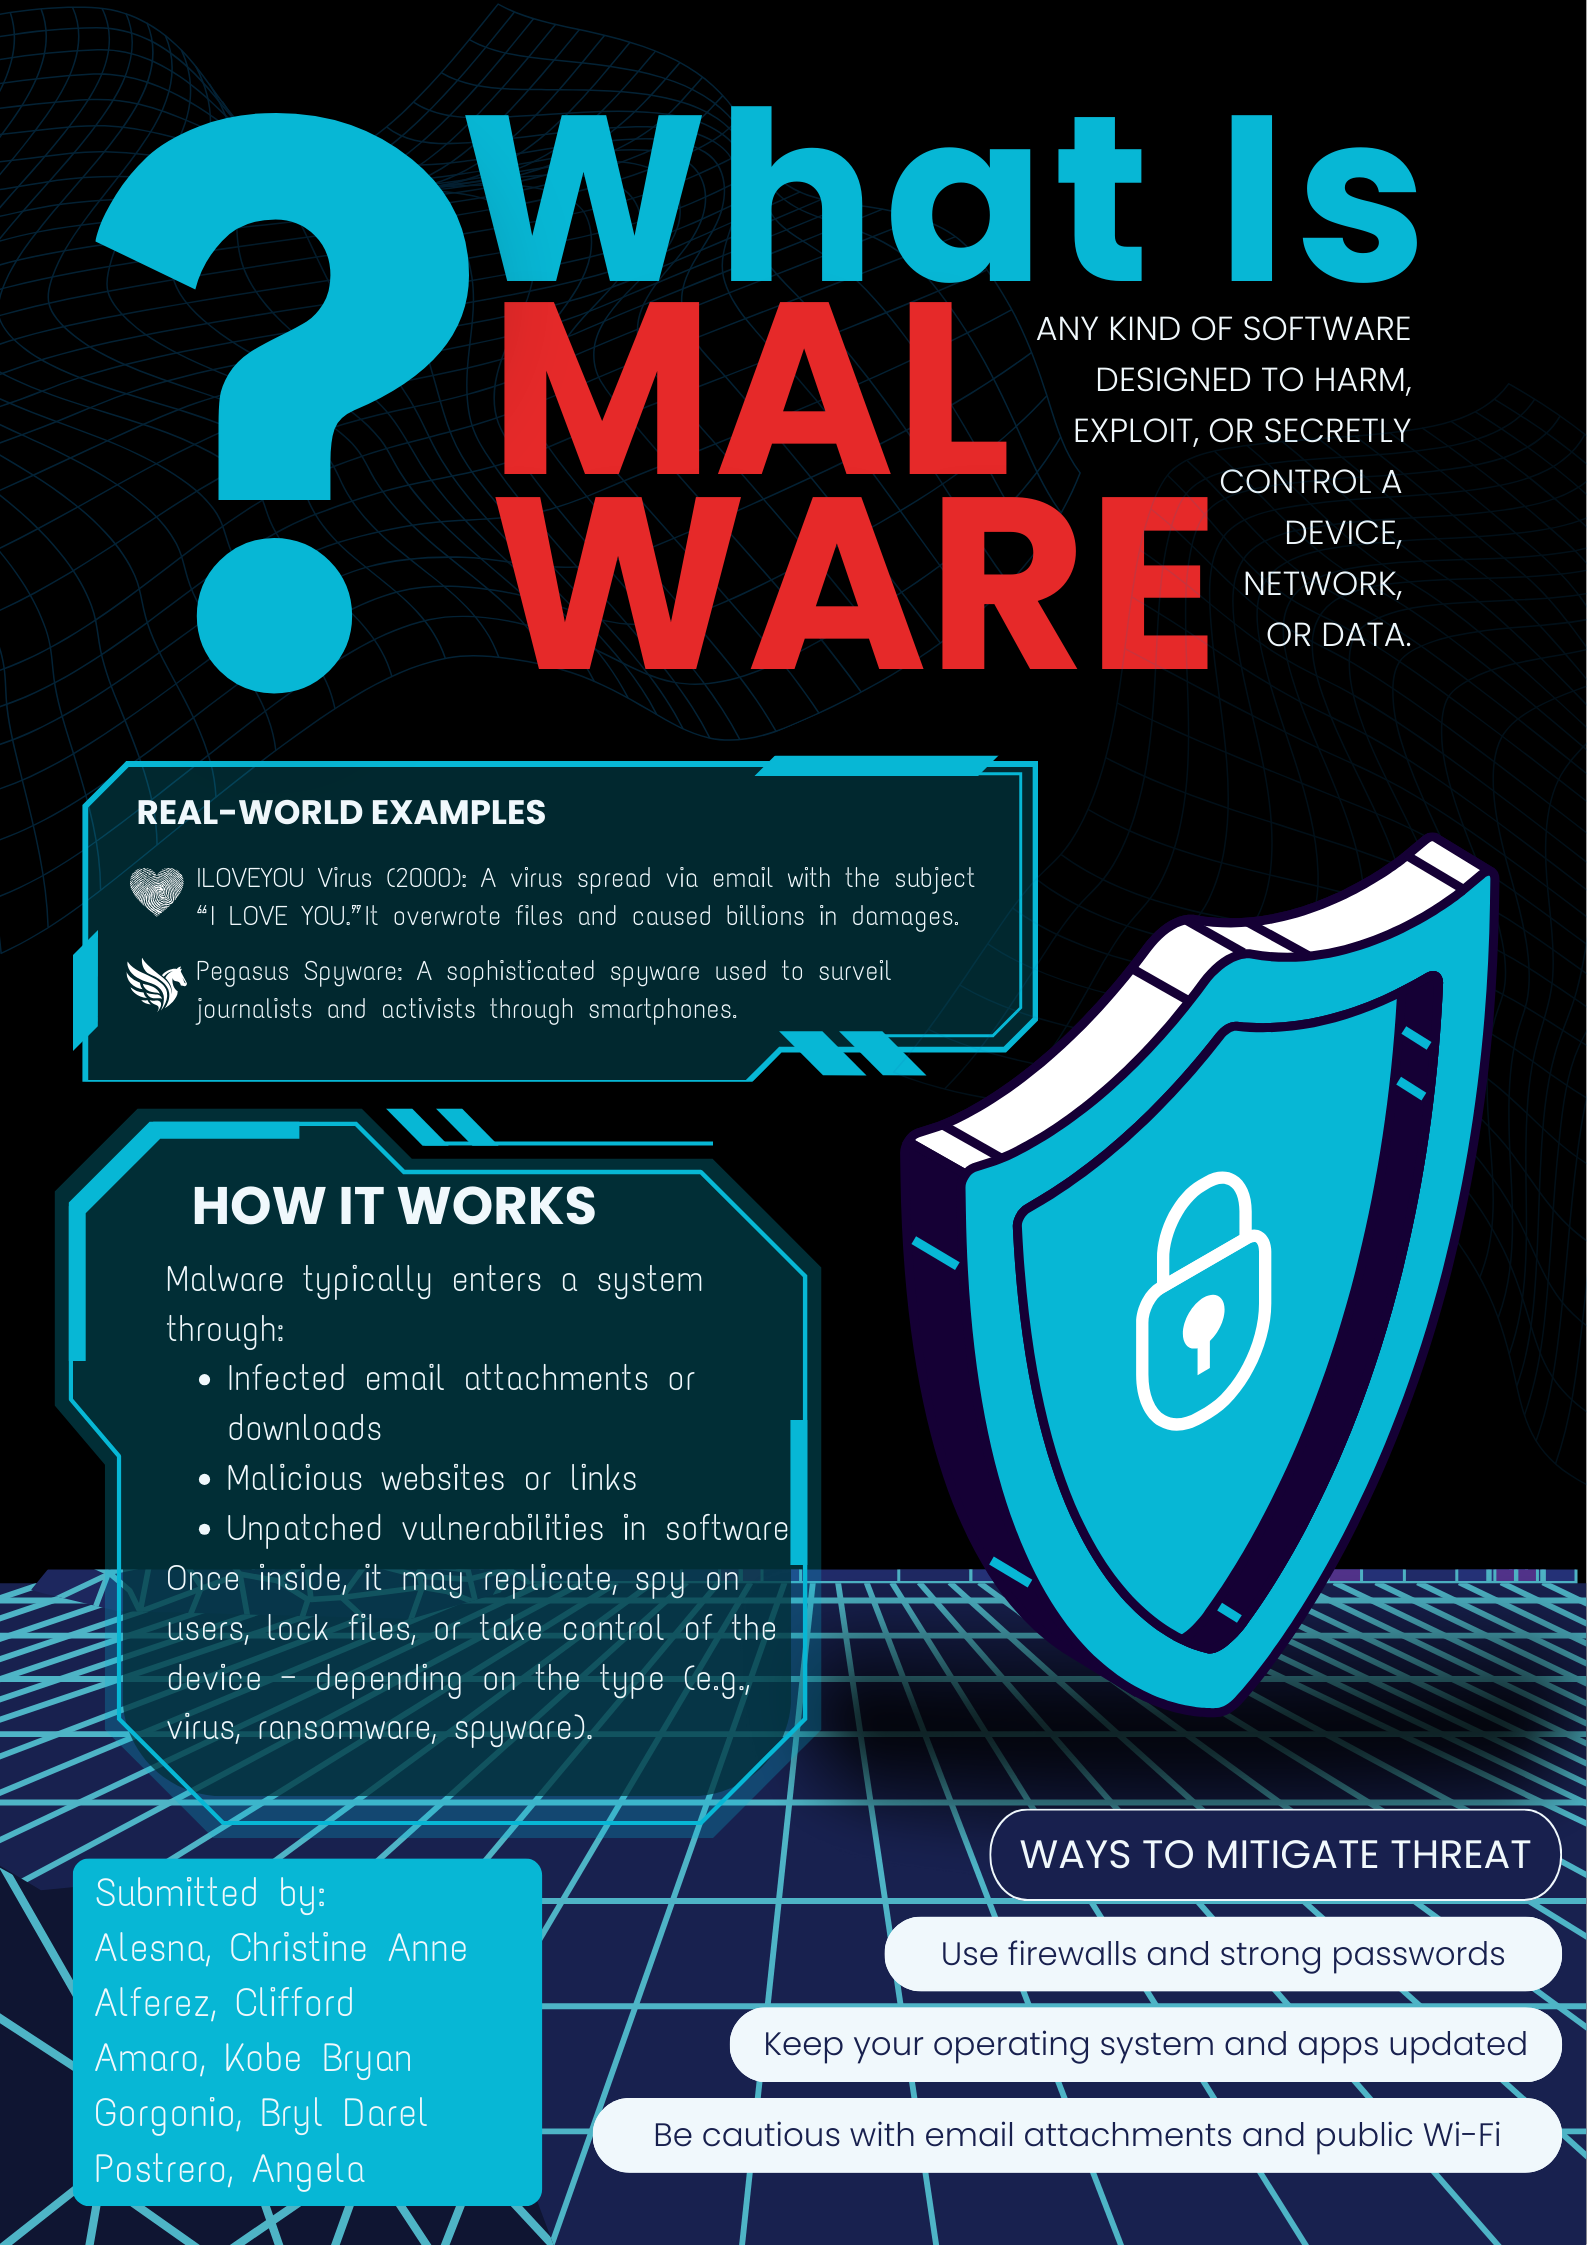 ?
What Is
MAL
WARE
ANY KIND OF SOFTWARE
DESIGNED TO HARM,
EXPLOIT, OR SECRETLY
CONTROL A
DEVICE,
NETWORK,
OR DATA.
REAL-WORLD EXAMPLES
ILOVEYOU Virus (2000): A virus spread via email with the subject
“I LOVE YOU.” It overwrote files and caused billions in damages.
Pegasus Spyware: A sophisticated spyware used to surveil
journalists and activists through smartphones.
HOW IT WORKS
Malware typically enters a system
through:
• Infected email attachments or
downloads
• Malicious websites or links
• Unpatched vulnerabilities in software
Once inside, it may replicate, spy on
users, lock files, or take control of the
device – depending on the type (e.g.,
virus, ransomware, spyware).
WAYS TO MITIGATE THREAT
Use firewalls and strong passwords
Keep your operating system and apps updated
Be cautious with email attachments and public Wi-Fi
Submitted by:
Alesna, Christine Anne
Alferez, Clifford
Amaro, Kobe Bryan
Gorgonio, Bryl Darel
Postrero, Angela